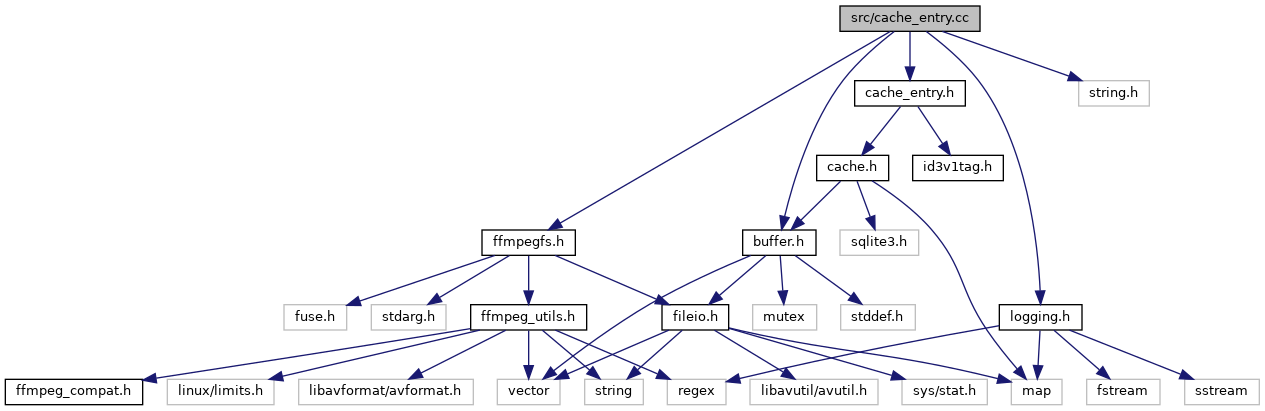 src/cache_entry.cc
cache_entry.h
string.h
cache.h
id3v1tag.h
ffmpegfs.h
buffer.h
sqlite3.h
fuse.h
stdarg.h
ffmpeg_utils.h
fileio.h
mutex
stddef.h
logging.h
ffmpeg_compat.h
linux/limits.h
libavformat/avformat.h
vector
string
regex
libavutil/avutil.h
sys/stat.h
map
fstream
sstream